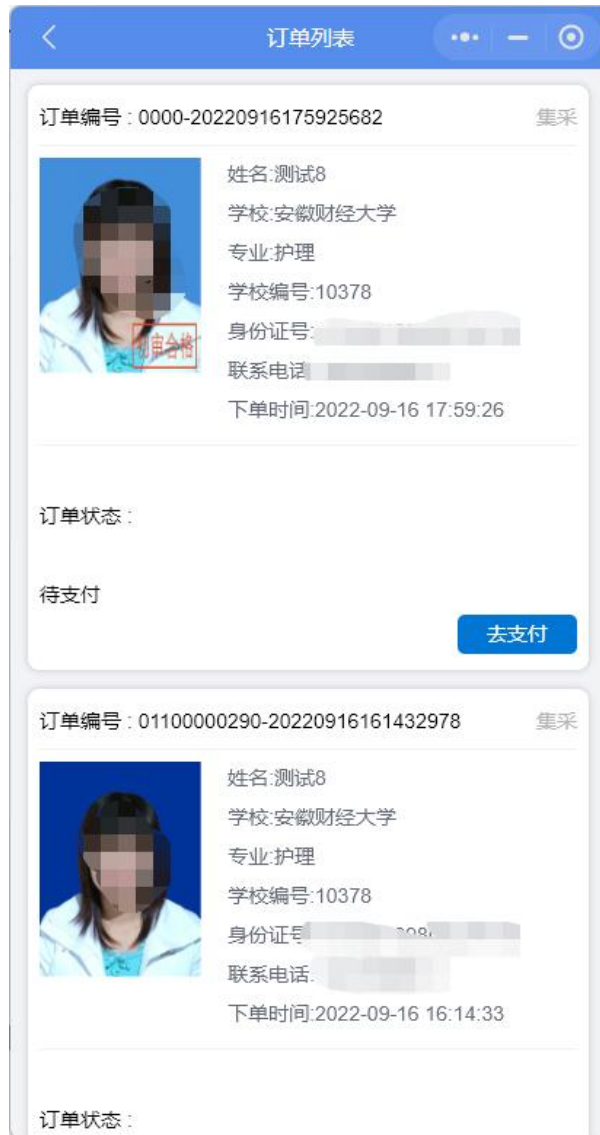 订单列表
订单编号 : 0000-20220916175925682
集采
姓名:测试8
学校:安徽财经大学
专业:护理
学校编号:10378
身份证号:
联系电话
下单时间:2022-09-16 17:59:26
初审合格
订单状态 :
待支付
去支付
订单编号 : 01100000290-20220916161432978
集采
姓名:测试8
学校:安徽财经大学
专业:护理
学校编号:10378
身份证号
联系电话.
下单时间:2022-09-16 16:14:33
订单状态 :